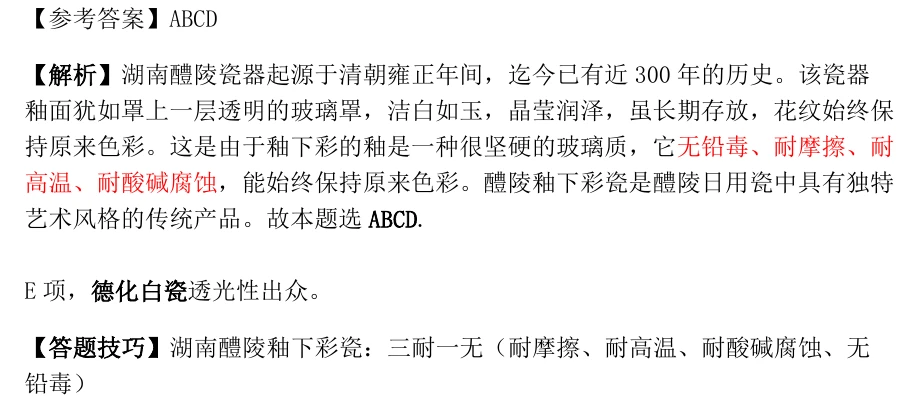 【参考答案】ABCD
【解析】湖南醴陵瓷器起源于清朝雍正年间，迄今已有近 300 年的历史。该瓷器
釉面犹如罩上一层透明的玻璃罩，洁白如玉，晶莹润泽，虽长期存放，花纹始终保
持原来色彩。这是由于釉下彩的釉是一种很坚硬的玻璃质，它无铅毒、耐摩擦、耐
高温、耐酸碱腐蚀，能始终保持原来色彩。醴陵釉下彩瓷是醴陵日用瓷中具有独特
艺术风格的传统产品。故本题选 ABCD.
E 项，德化白瓷透光性出众。
【答题技巧】湖南醴陵釉下彩瓷：三耐一无（耐摩擦、耐高温、耐酸碱腐蚀、无
铅毒）